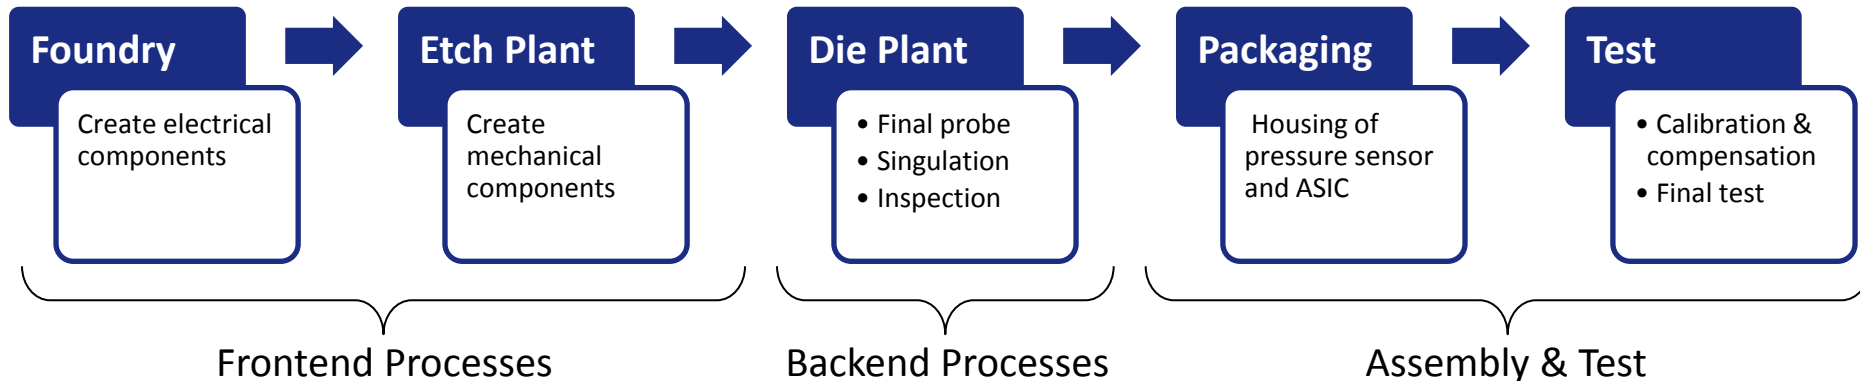 Foundry
Create electrical
components
Etch Plant
Create
mechanical
components
Die Plant
• Final probe
• Singulation
• Inspection
Packaging
Housing of
pressure sensor
and ASIC
Test
• Calibration &
compensation
• Final test
Frontend Processes
Backend Processes
Assembly & Test